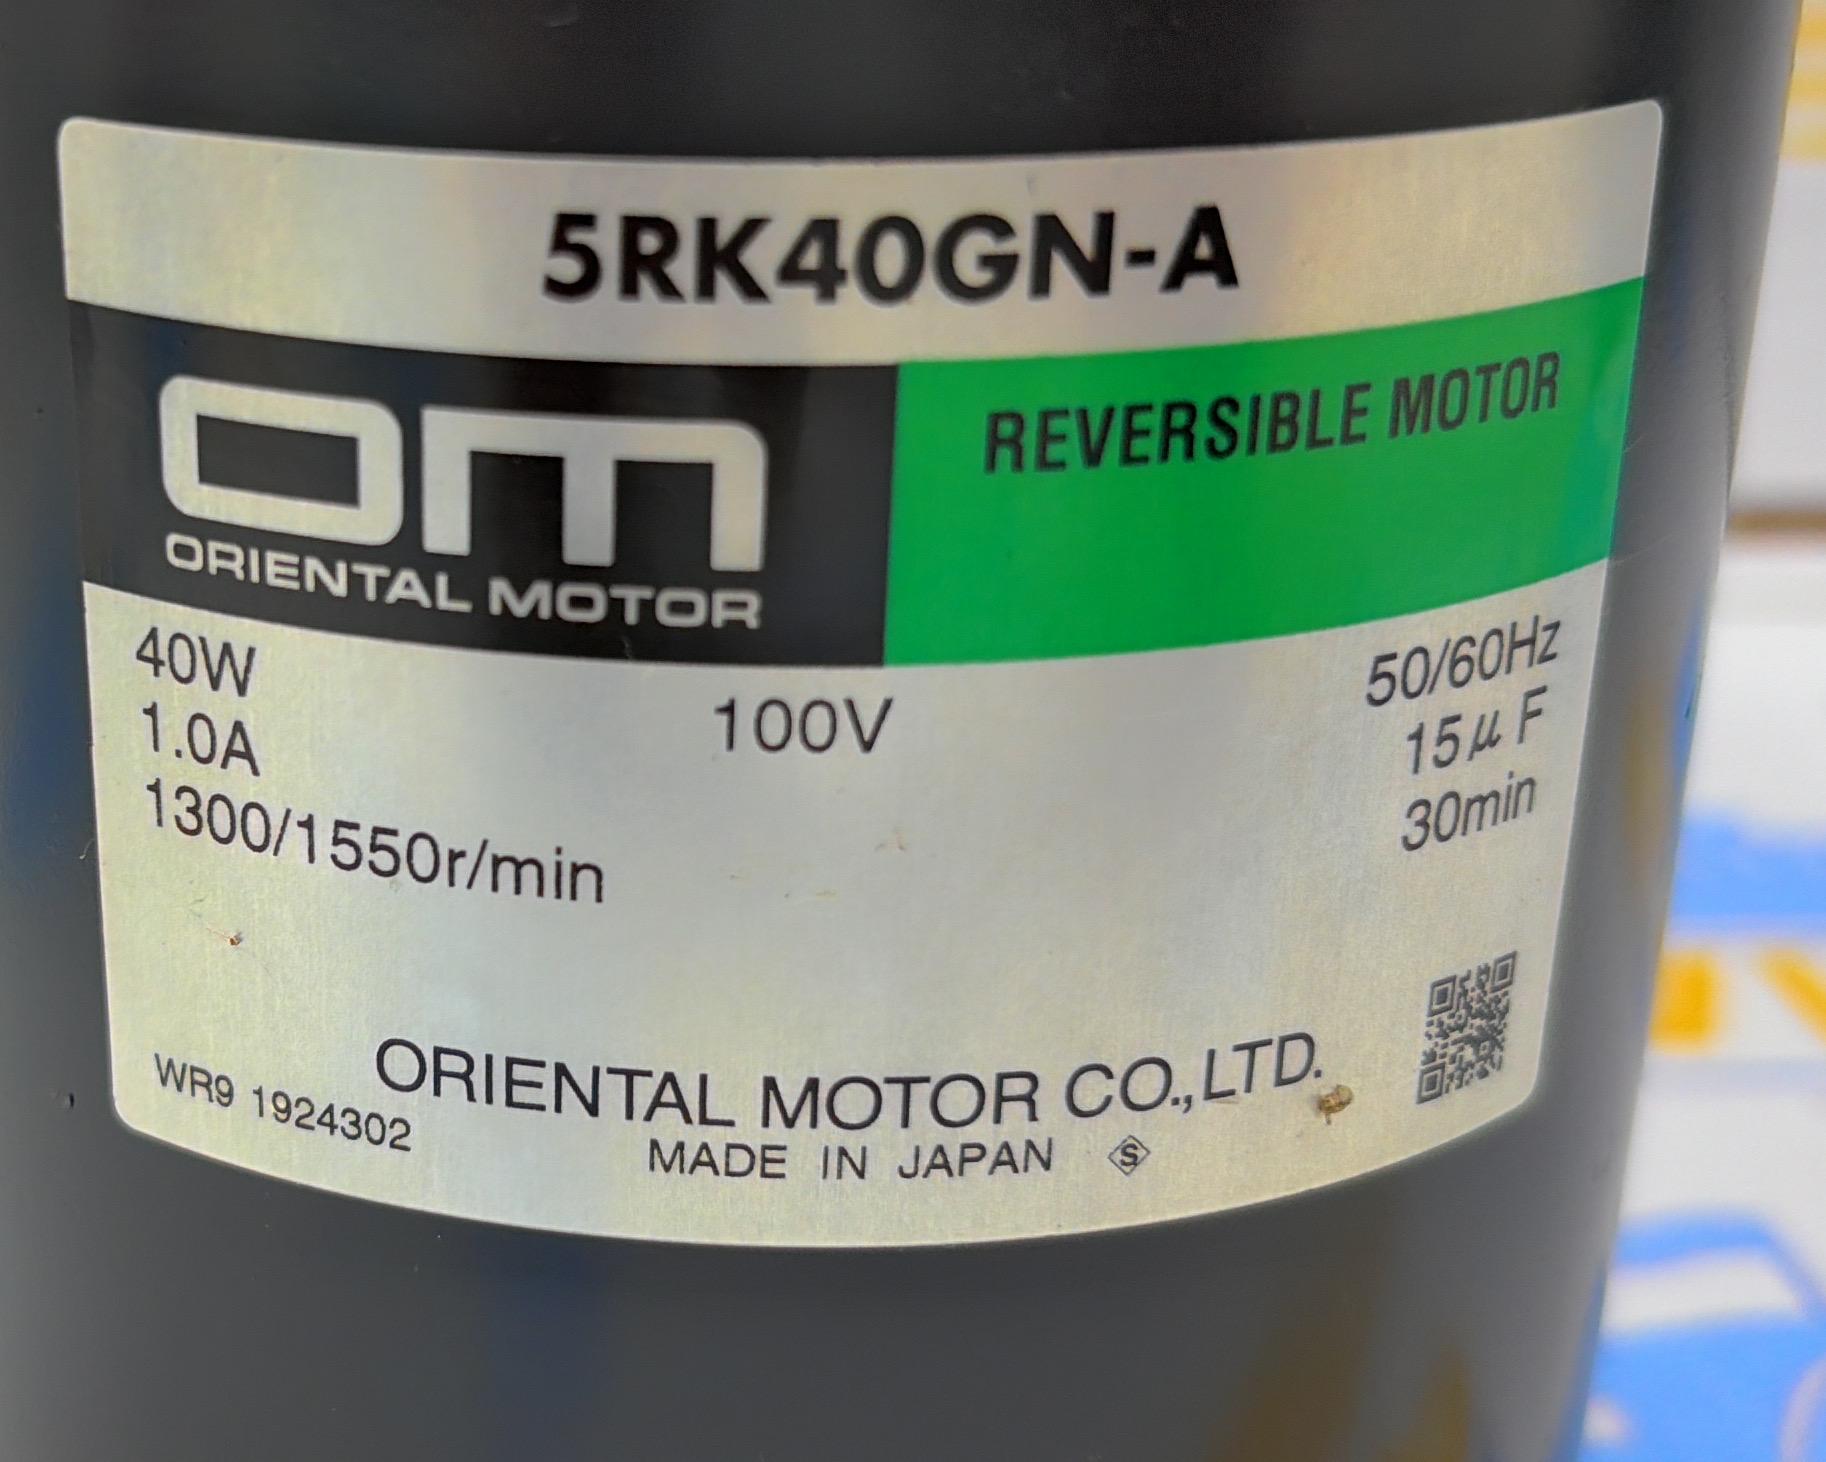 5RK40GN-A
om
ORIENTAL MOTOR
REVERSIBLE MOTOR
40W
100V
50/60Hz
1.0A
15μF
1300/1550r/min
30min
ORIENTAL MOTOR CO.,LTD.
WR9 1924302
MADE IN JAPAN
S